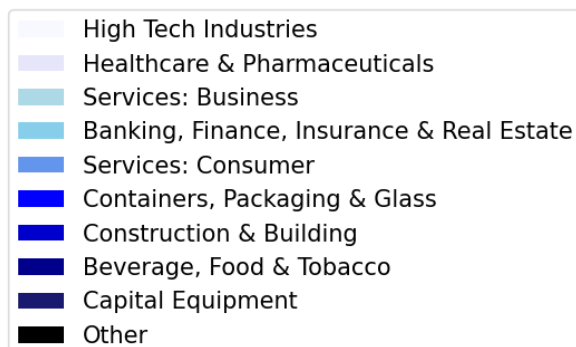 High Tech Industries
Healthcare & Pharmaceuticals
Services: Business
Banking, Finance, Insurance & Real Estate
Services: Consumer
Containers, Packaging & Glass
Construction & Building
Beverage, Food & Tobacco
Capital Equipment
Other